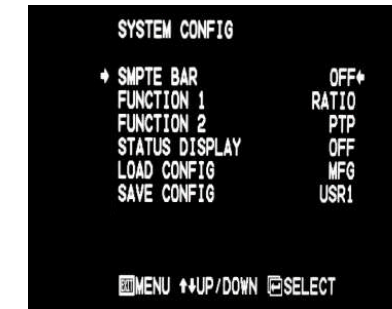 SYSTEM CONFIG
➧ SMPTE BAR OFF←
FUNCTION 1 RATIO
FUNCTION 2 PTP
STATUS DISPLAY OFF
LOAD CONFIG MFG
SAVE CONFIG USR1
EXIT MENU ↑↓UP/DOWN SELECT